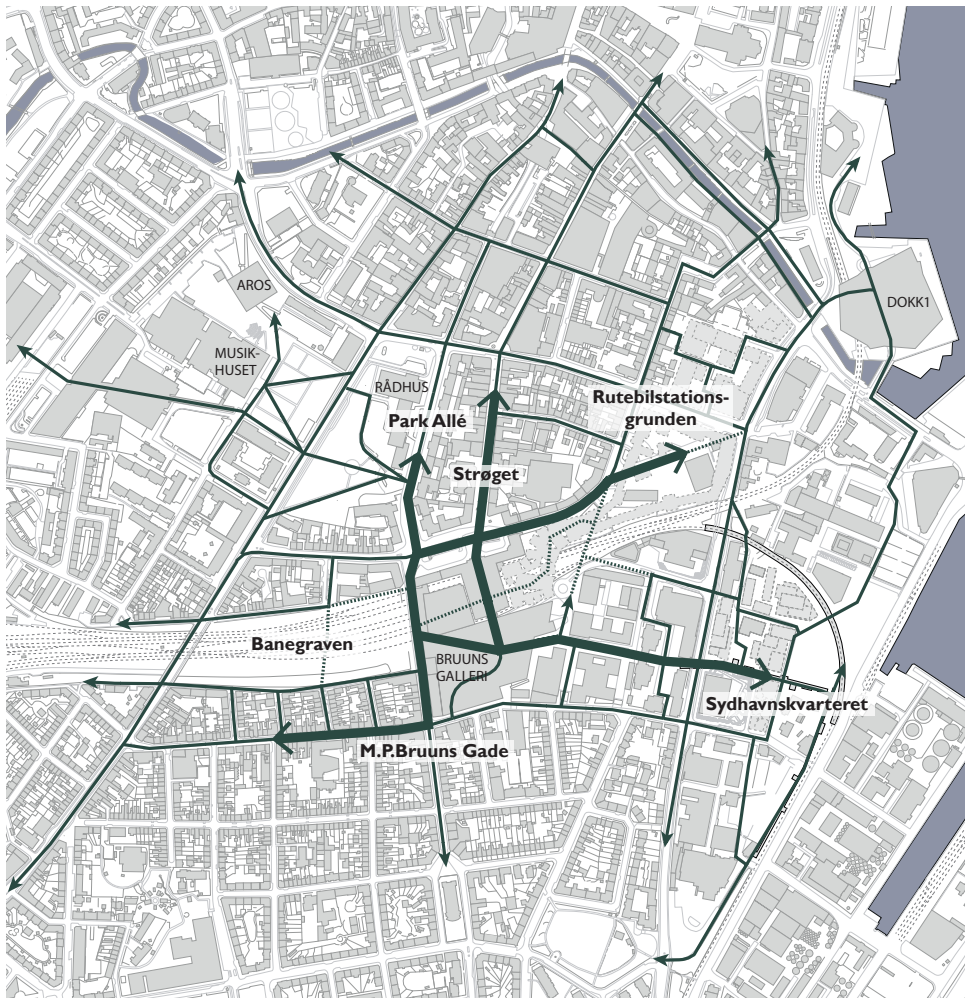 AROS
DOKK1
MUSIK-
HUSET
RÅDHUS
Rutebilstations-
grunden
Park Allé
Strøget
Banegraven
BRUUNS
GALLERI
Sydhavnskvarteret
M.P.Bruuns Gade